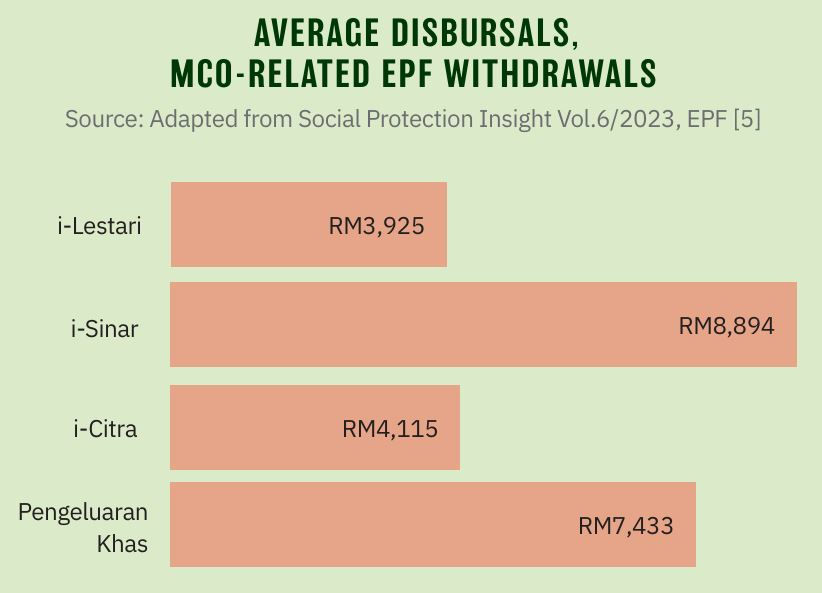 AVERAGE DISBURSALS,
MCO-RELATED EPF WITHDRAWALS
Source: Adapted from Social Protection Insight Vol.6/2023, EPF [5]
i-Lestari
RM3,925
i-Sinar
RM8,894
i-Citra
RM4,115
Pengeluaran
Khas
RM7,433